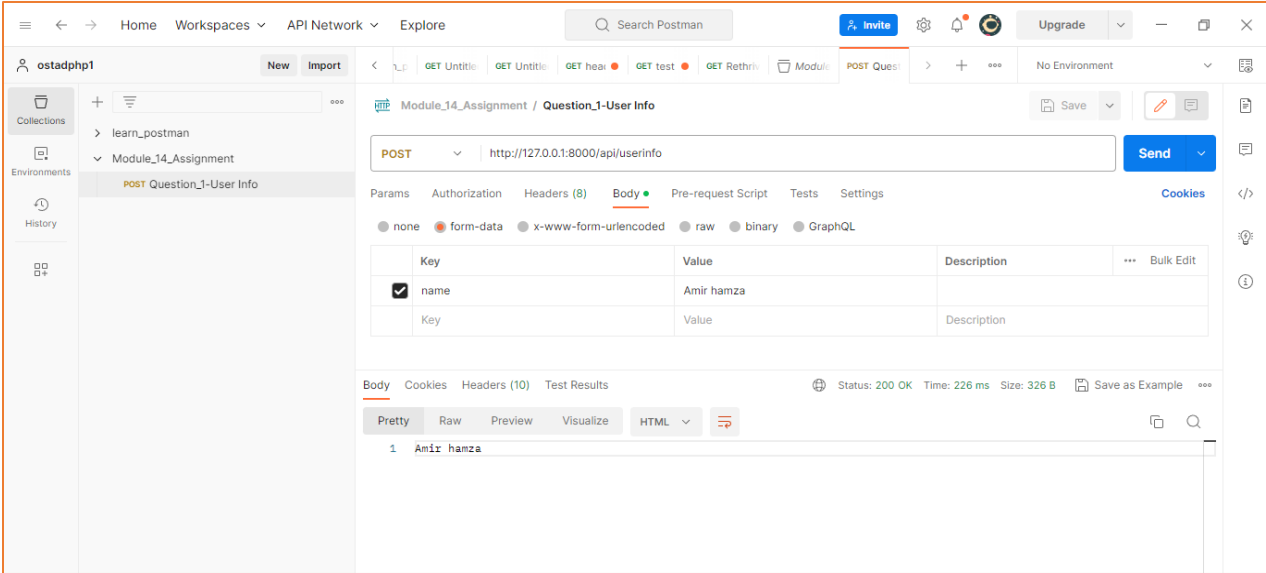 Home Workspaces API Network Explore Search Postman Invite Upgrade
ostadphp1 New Import GET Untitle GET Untitle GET hea GET test GET Rethri Modul POST Ques No Environment
Collections
Environments
History
learn_postman
Module_14_Assignment
POST Question_1-User Info
HTTP Module_14_Assignment / Question_1-User Info Save
POST http://127.0.0.1:8000/api/userinfo Send
Params Authorization Headers (8) Body Pre-request Script Tests Settings Cookies
none form-data x-www-form-urlencoded raw binary GraphQL
Key Value Description Bulk Edit
name Amir hamza
Key Value Description
Body Cookies Headers (10) Test Results Status: 200 OK Time: 226 ms Size: 326 B Save as Example
Pretty Raw Preview Visualize HTML
1 Amir hamza